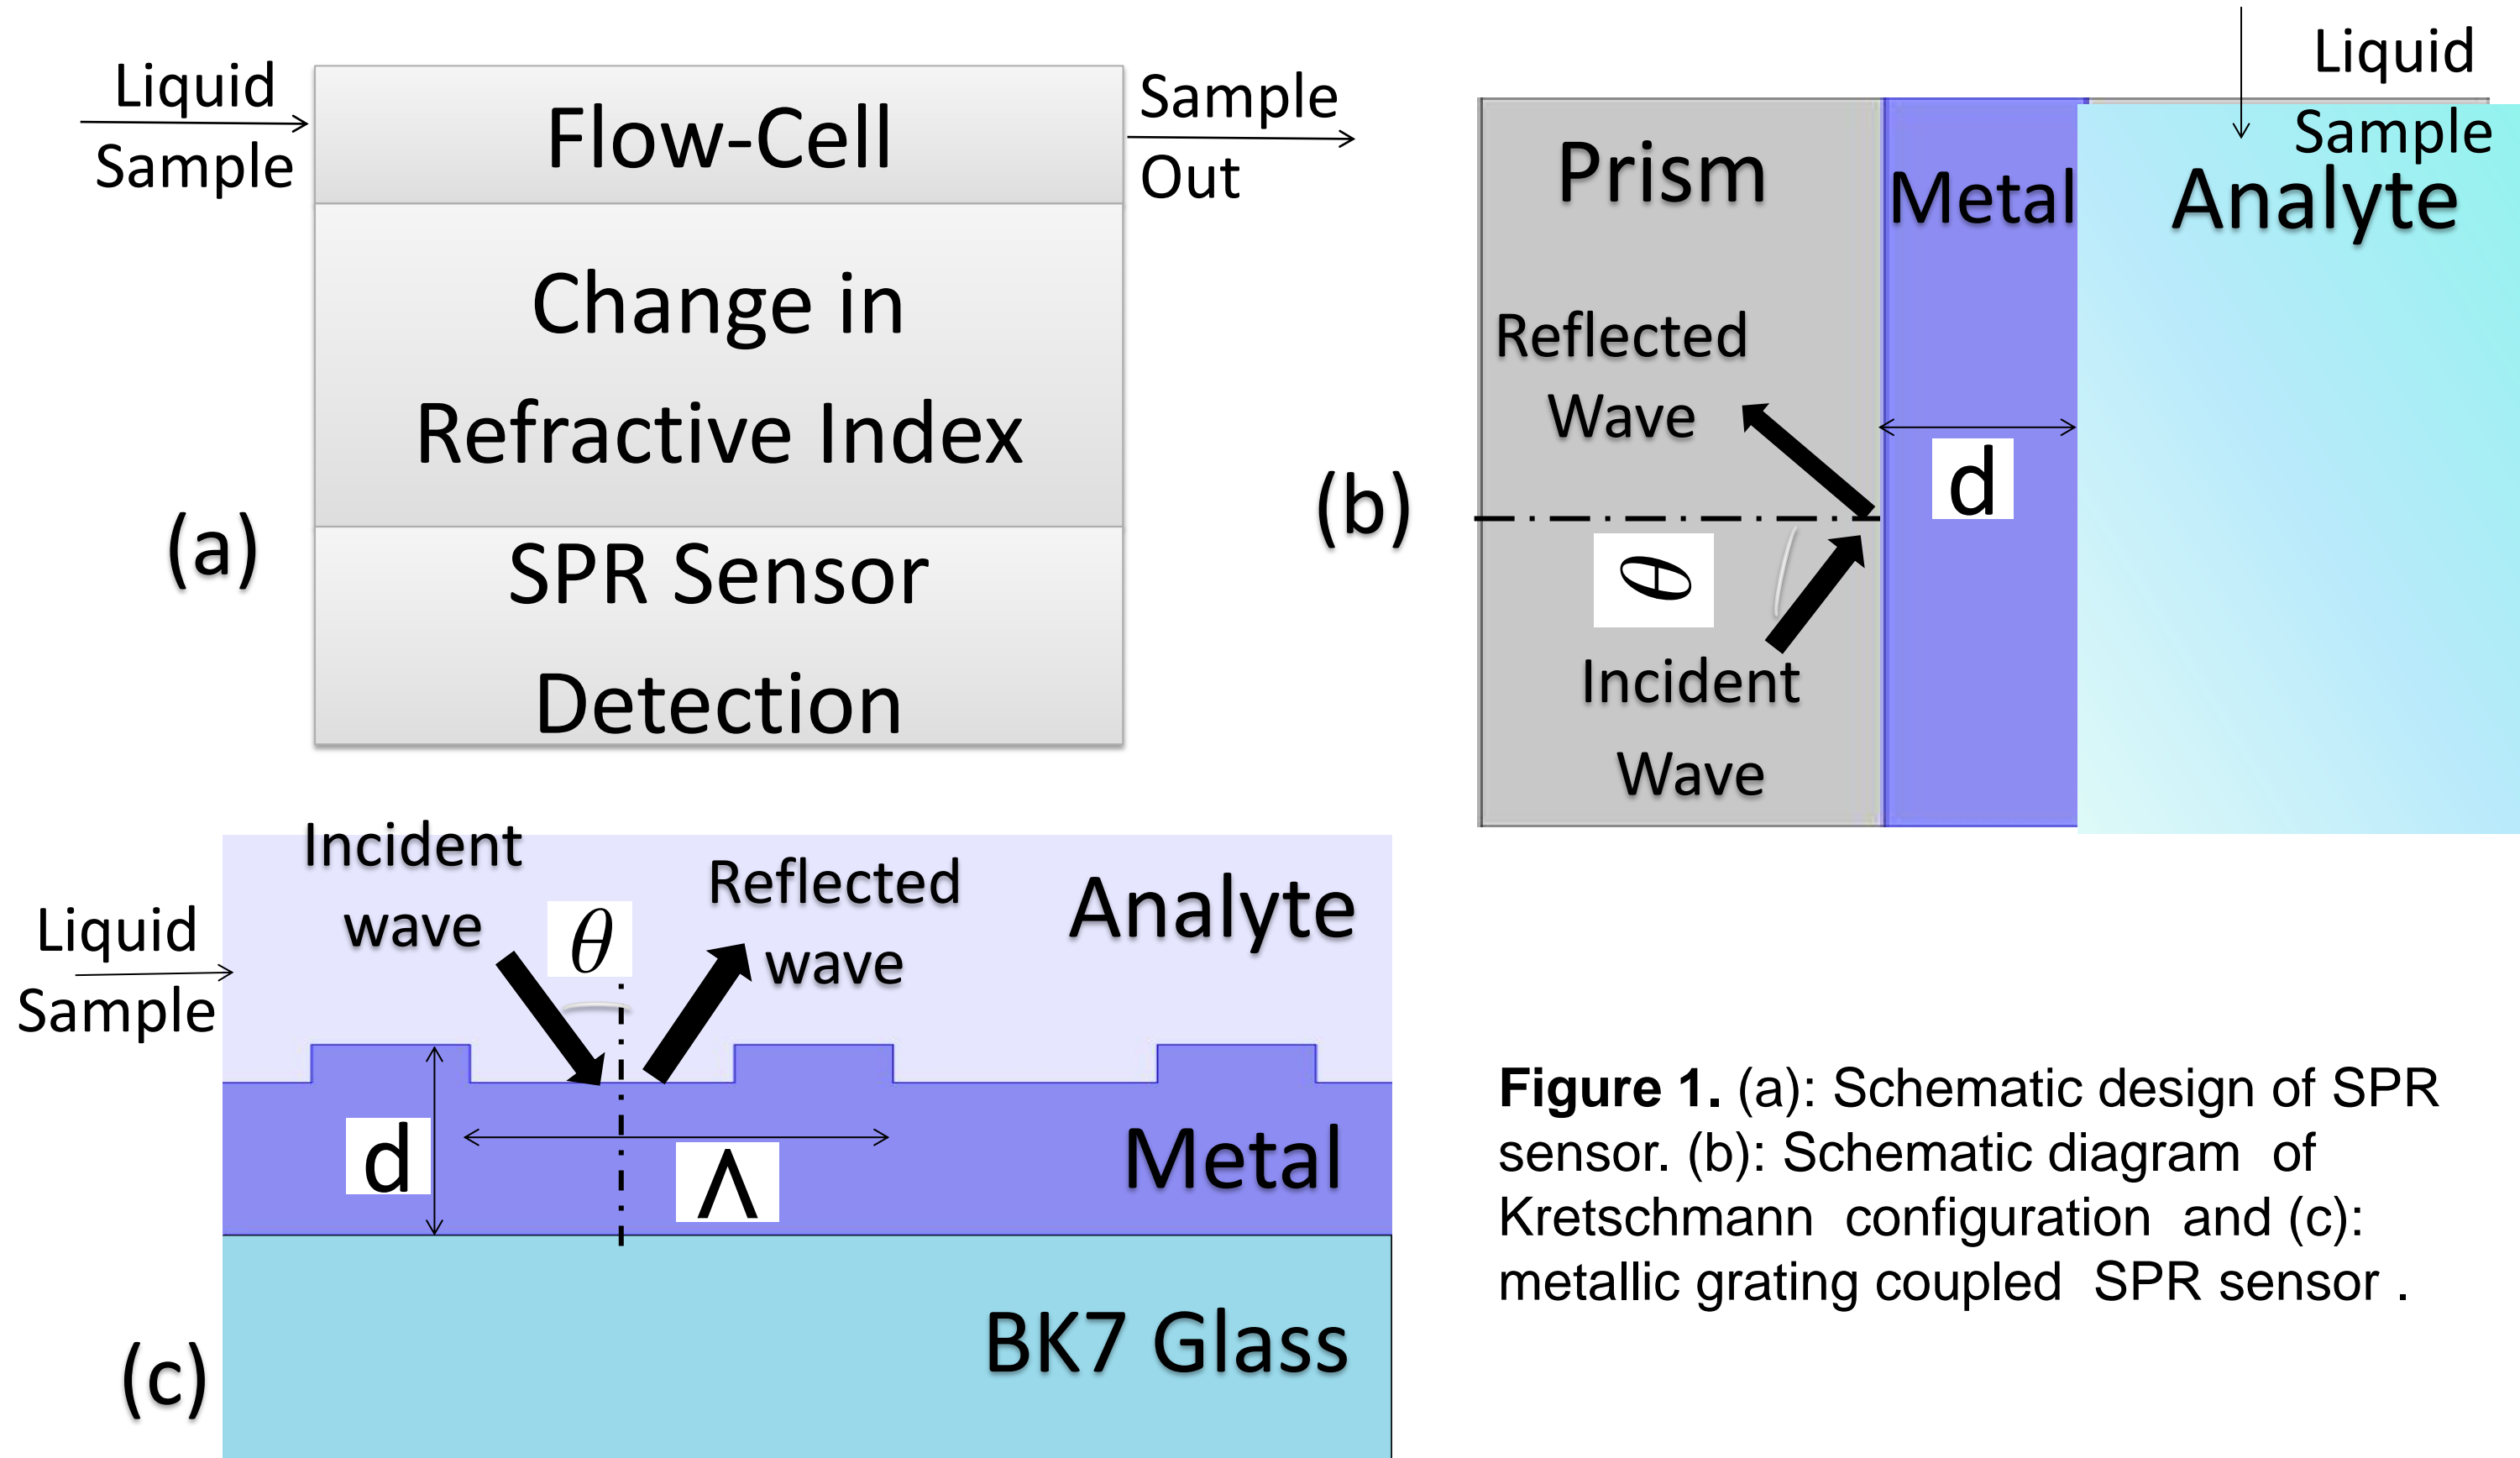 Liquid
Sample
Flow-Cell
Sample
Out
Change in
Refractive Index
(a)
SPR Sensor
Detection
Liquid
Sample
Prism
Metal
Analyte
Reflected
Wave
(b)
d
θ
Incident
Wave
Incident
wave
θ
Reflected
wave
Analyte
Liquid
Sample
d
Λ
Metal
BK7 Glass
(c)
Figure 1. (a): Schematic design of SPR
sensor. (b): Schematic diagram of
Kretschmann configuration and (c):
metallic grating coupled SPR sensor .